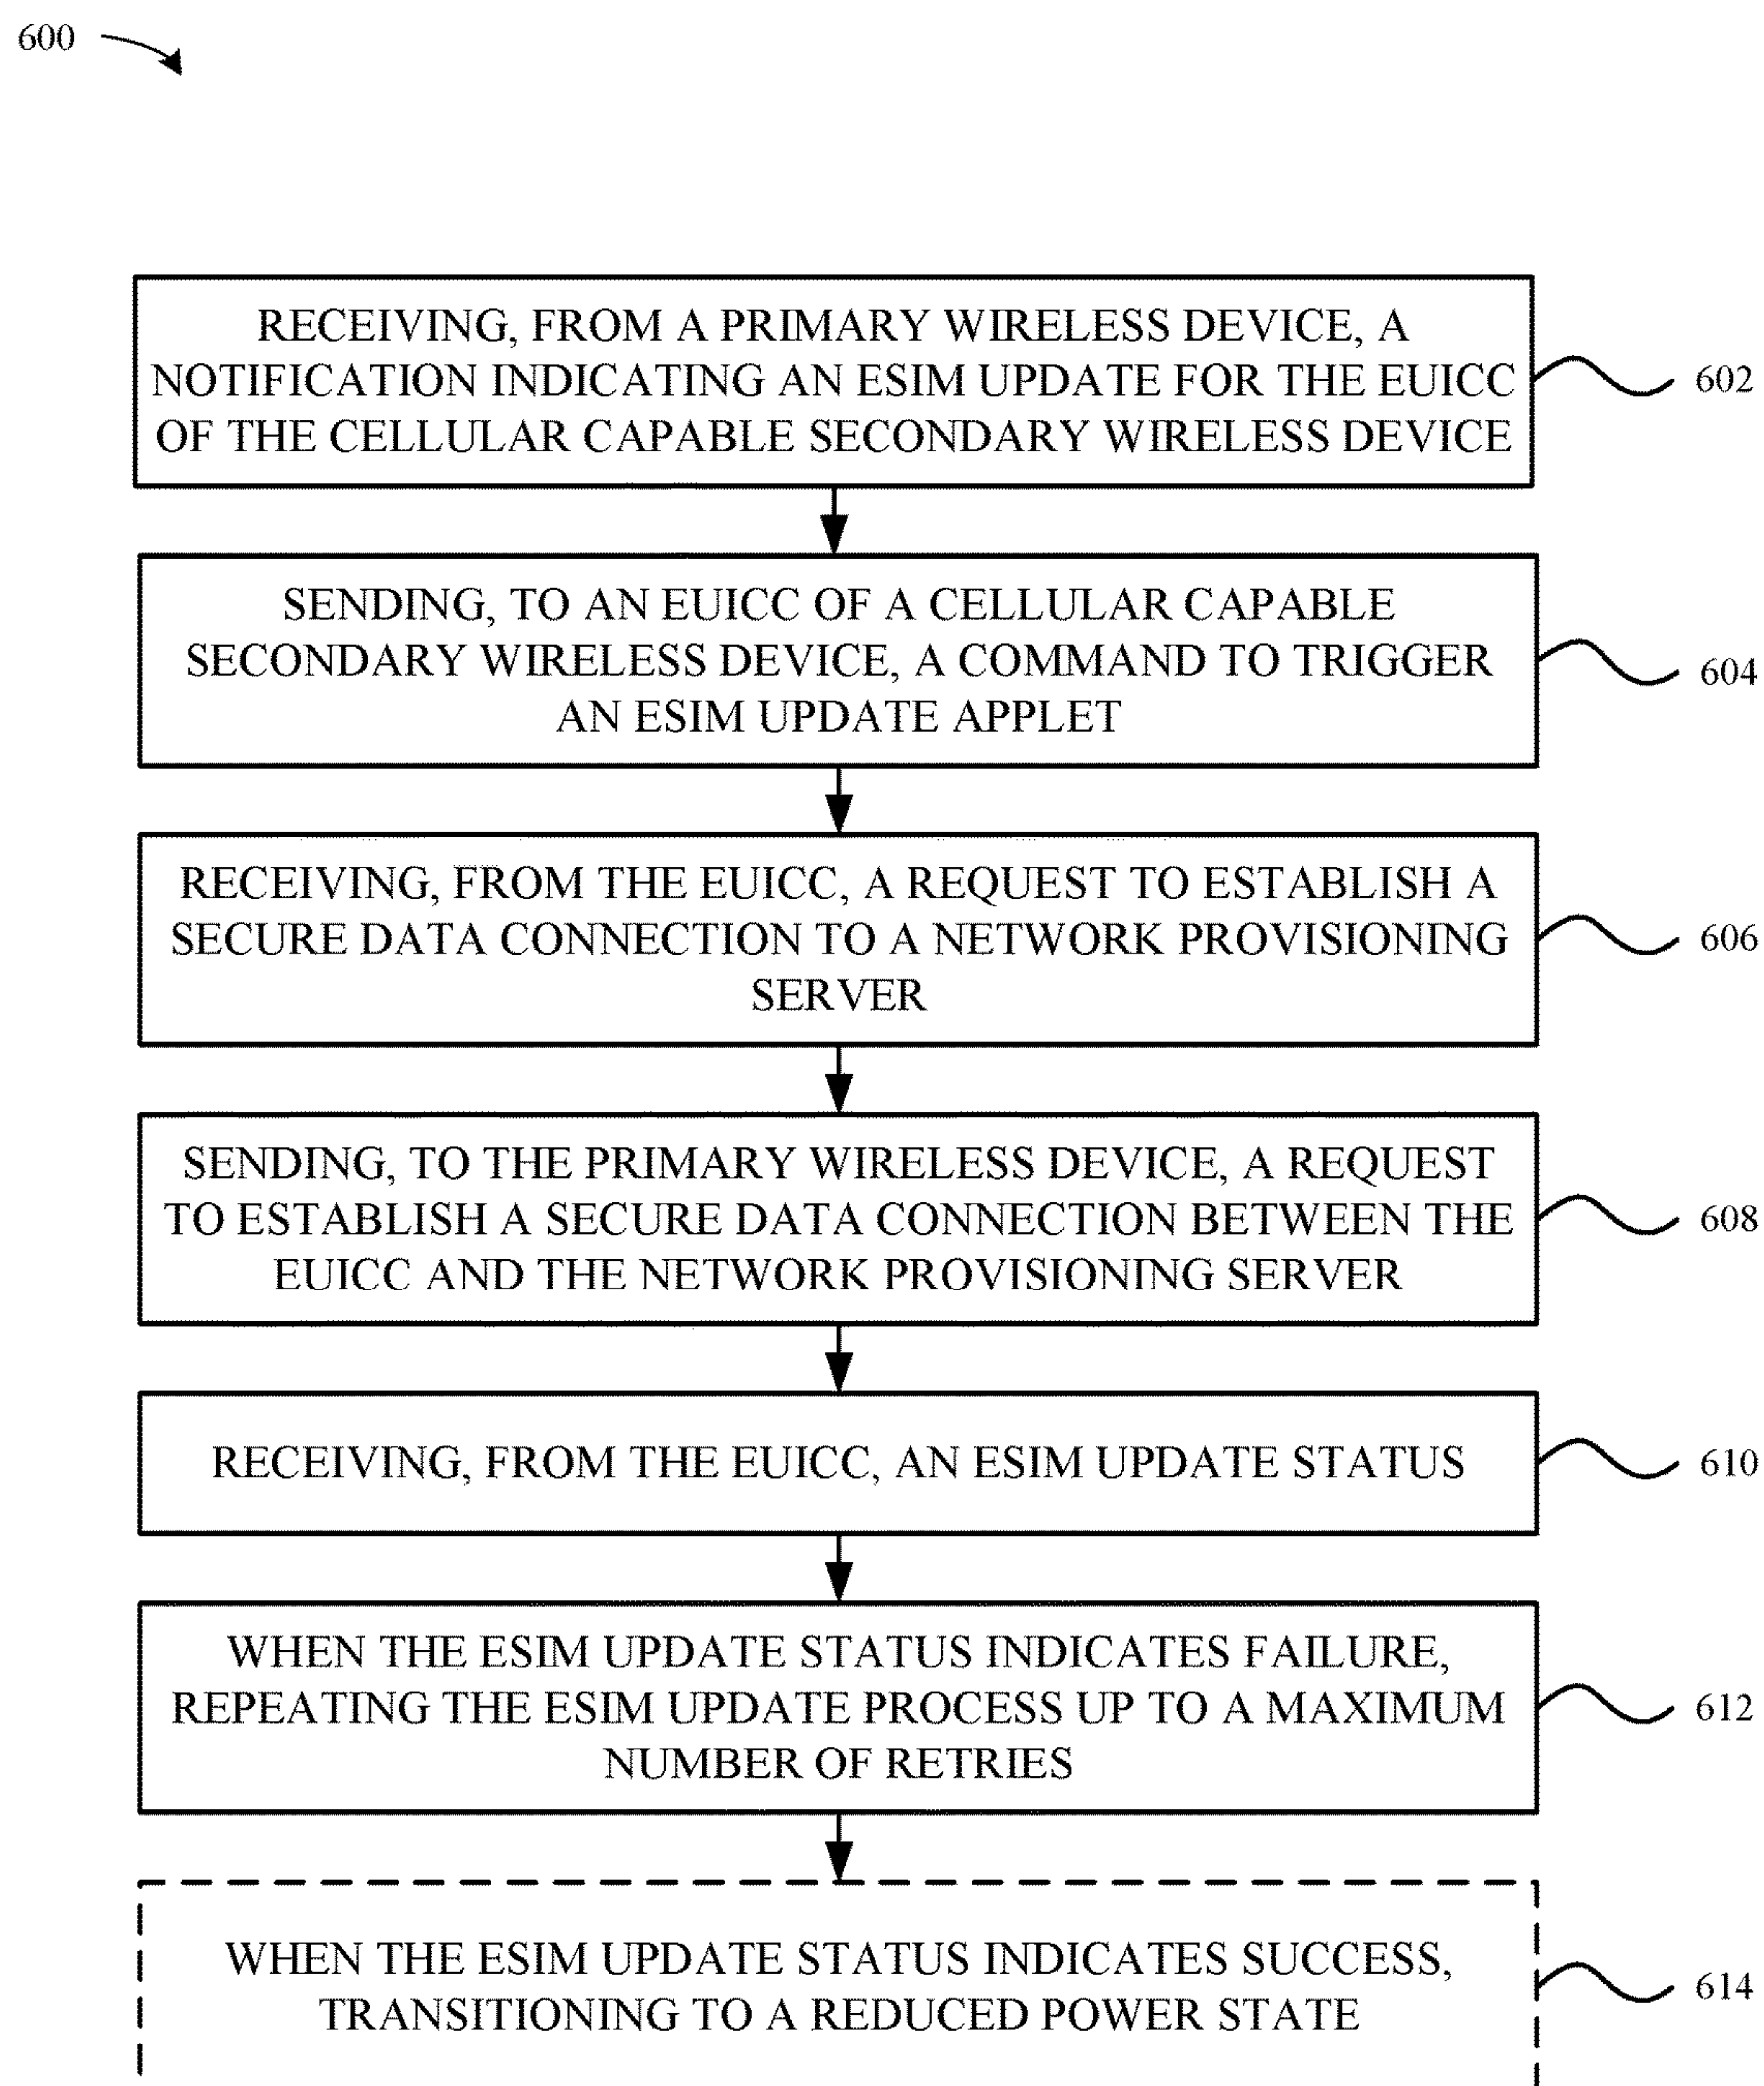 600
RECEIVING, FROM A PRIMARY WIRELESS DEVICE, A
NOTIFICATION INDICATING AN ESIM UPDATE FOR THE EUICC
OF THE CELLULAR CAPABLE SECONDARY WIRELESS DEVICE
602
SENDING, TO AN EUICC OF A CELLULAR CAPABLE
SECONDARY WIRELESS DEVICE, A COMMAND TO TRIGGER
AN ESIM UPDATE APPLET
604
RECEIVING, FROM THE EUICC, A REQUEST TO ESTABLISH A
SECURE DATA CONNECTION TO A NETWORK PROVISIONING
SERVER
606
SENDING, TO THE PRIMARY WIRELESS DEVICE, A REQUEST
TO ESTABLISH A SECURE DATA CONNECTION BETWEEN THE
EUICC AND THE NETWORK PROVISIONING SERVER
608
RECEIVING, FROM THE EUICC, AN ESIM UPDATE STATUS
610
WHEN THE ESIM UPDATE STATUS INDICATES FAILURE,
REPEATING THE ESIM UPDATE PROCESS UP TO A MAXIMUM
NUMBER OF RETRIES
612
WHEN THE ESIM UPDATE STATUS INDICATES SUCCESS,
TRANSITIONING TO A REDUCED POWER STATE
614